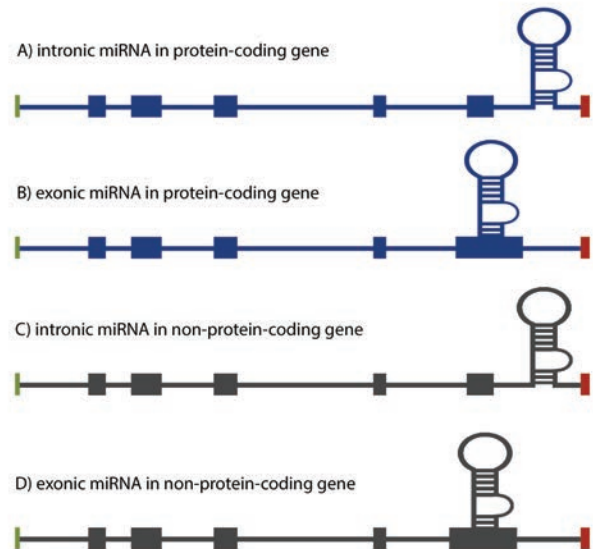 A) intronic miRNA in protein-coding gene
B) exonic miRNA in protein-coding gene
C) intronic miRNA in non-protein-coding gene
D) exonic miRNA in non-protein-coding gene